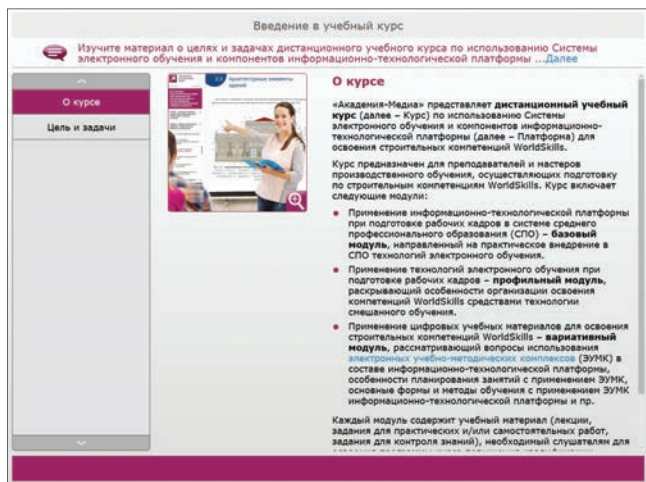 Введение в учебный курс
Изучите материал о целях и задачах дистанционного учебного курса по использованию Системы
электронного обучения и компонентов информационно-технологической платформы ...Далее
О курсе
Цель и задачи
2.3 Архитектурные элементы
зданий
О курсе
«Академия-Медиа» представляет дистанционный учебный
курс (далее – Курс) по использованию Системы
электронного обучения и компонентов информационно-
технологической платформы (далее – Платформа) для
освоения строительных компетенций WorldSkills.
Курс предназначен для преподавателей и мастеров
производственного обучения, осуществляющих подготовку
по строительным компетенциям WorldSkills. Курс включает
следующие модули:
Применение информационно-технологической платформы
при подготовке рабочих кадров в системе среднего
профессионального образования (СПО) – базовый
модуль, направленный на практическое внедрение в
СПО технологий электронного обучения.
Применение технологий электронного обучения при
подготовке рабочих кадров – профильный модуль,
раскрывающий особенности организации освоения
компетенций WorldSkills средствами технологии
смешанного обучения.
Применение цифровых учебных материалов для освоения
строительных компетенций WorldSkills – вариативный
модуль, рассматривающий вопросы использования
электронных учебно-методических комплексов (ЭУМК) в
составе информационно-технологической платформы,
особенности планирования занятий с применением ЭУМК,
основные формы и методы обучения с применением ЭУМК
информационно-технологической платформы и пр.
Каждый модуль содержит учебный материал (лекции,
задания для практических и/или самостоятельных работ,
задания для контроля знаний), необходимый слушателям для